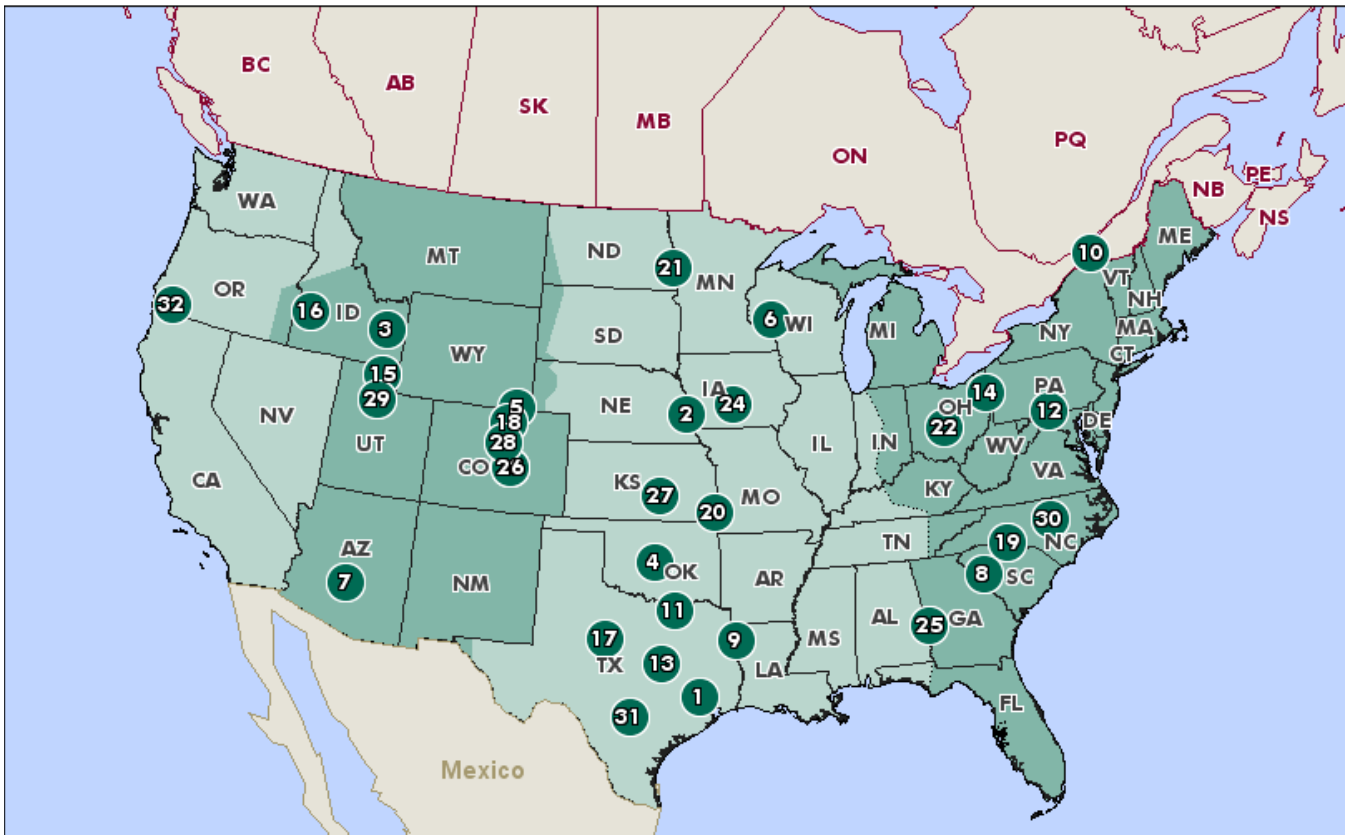 BC
AB
SK
MB
ON
PQ
NB
PE
NS
WA
MT
ND
MN
ME
VT
NH
10
21
OR
ID
16
32
3
WY
SD
6
WI
MI
NY
MA
CT
15
29
5
18
28
26
NE
2
IA
24
14
PA
12
OH
22
DE
NV
UT
CO
IL
IN
WV
VA
CA
KS
27
20
MO
KY
30
NC
19
AZ
7
NM
4
OK
AR
TN
8
SC
11
17
TX
13
9
LA
MS
AL
25
GA
1
31
FL
Mexico